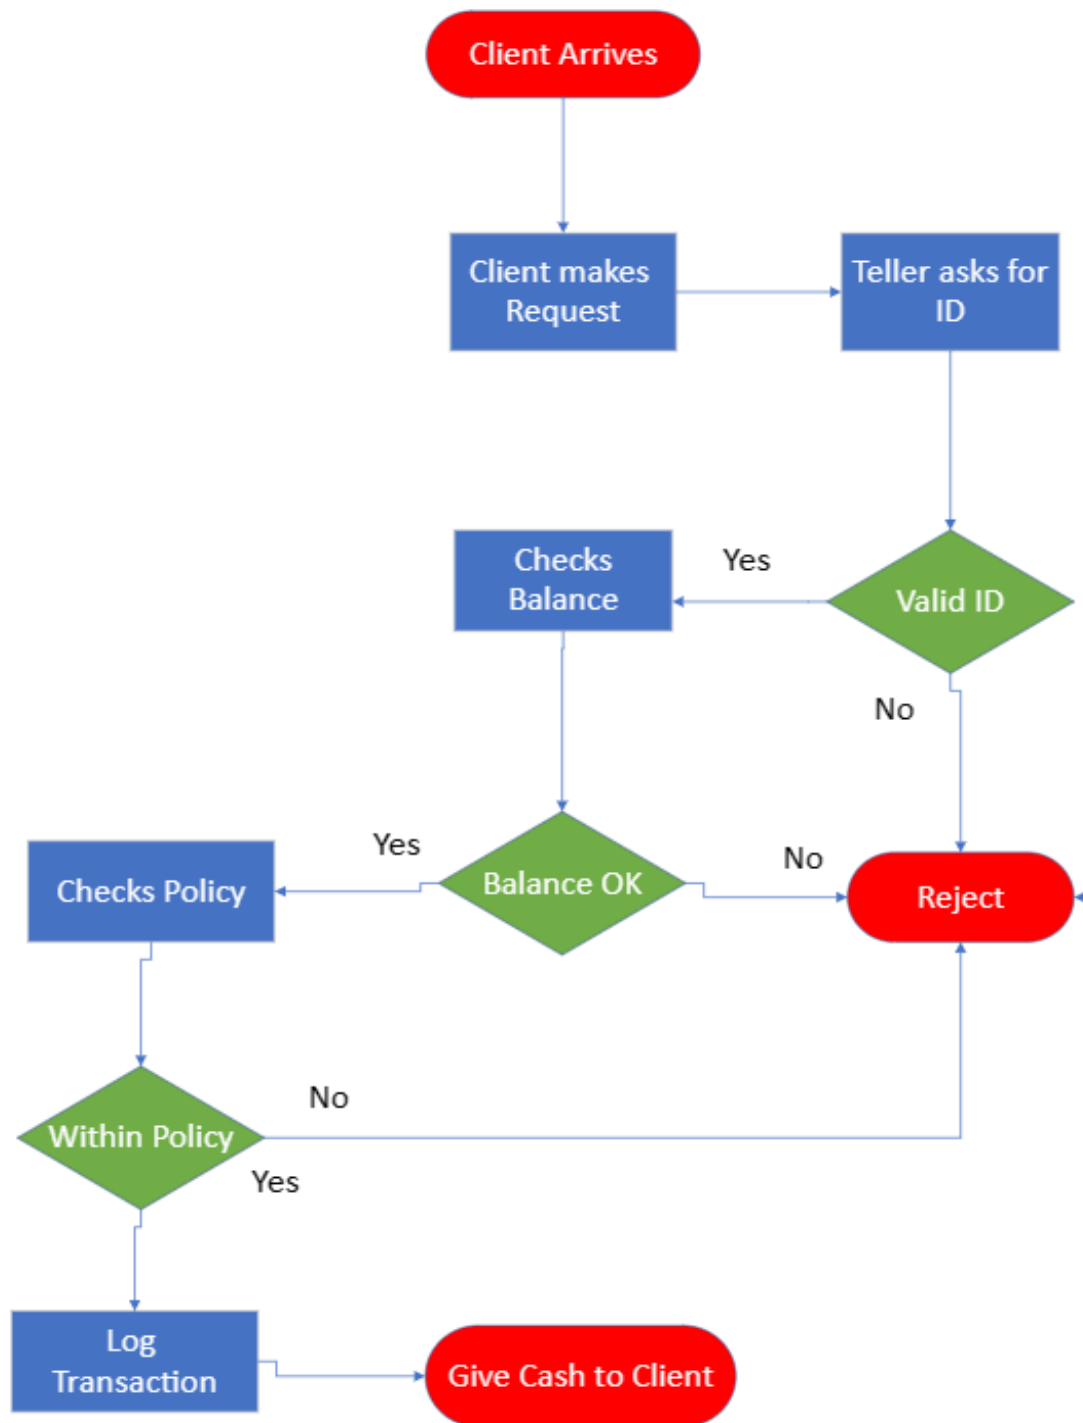 Client Arrives
Client makes
Request
Teller asks for
ID
Checks
Balance
Yes
Valid ID
No
Yes
Checks Policy
Balance OK
No
Reject
Within Policy
No
Yes
Log
Transaction
Give Cash to Client